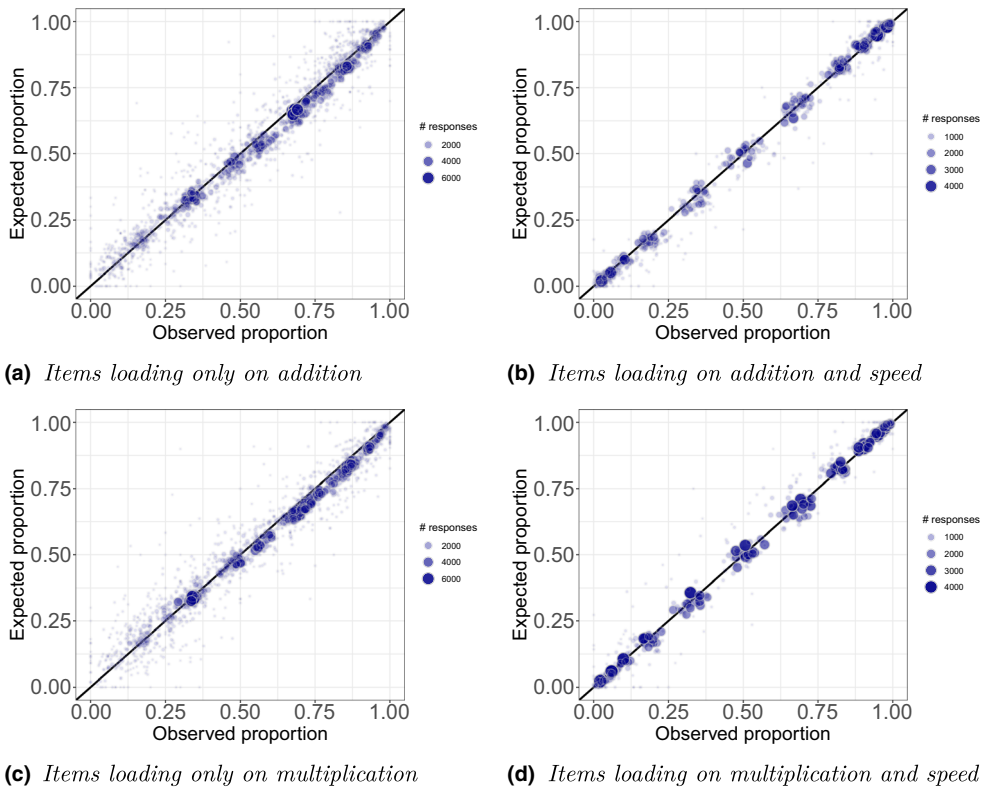 1.00
0.75
0.50
0.25
0.00
Expected proportion
0.00 0.25 0.50 0.75 1.00
Observed proportion
# responses
2000
4000
6000
(a) Items loading only on addition
1.00
0.75
0.50
0.25
0.00
Expected proportion
0.00 0.25 0.50 0.75 1.00
Observed proportion
# responses
1000
2000
3000
4000
(b) Items loading on addition and speed
1.00
0.75
0.50
0.25
0.00
Expected proportion
0.00 0.25 0.50 0.75 1.00
Observed proportion
# responses
2000
4000
6000
(c) Items loading only on multiplication
1.00
0.75
0.50
0.25
0.00
Expected proportion
0.00 0.25 0.50 0.75 1.00
Observed proportion
# responses
1000
2000
3000
4000
(d) Items loading on multiplication and speed